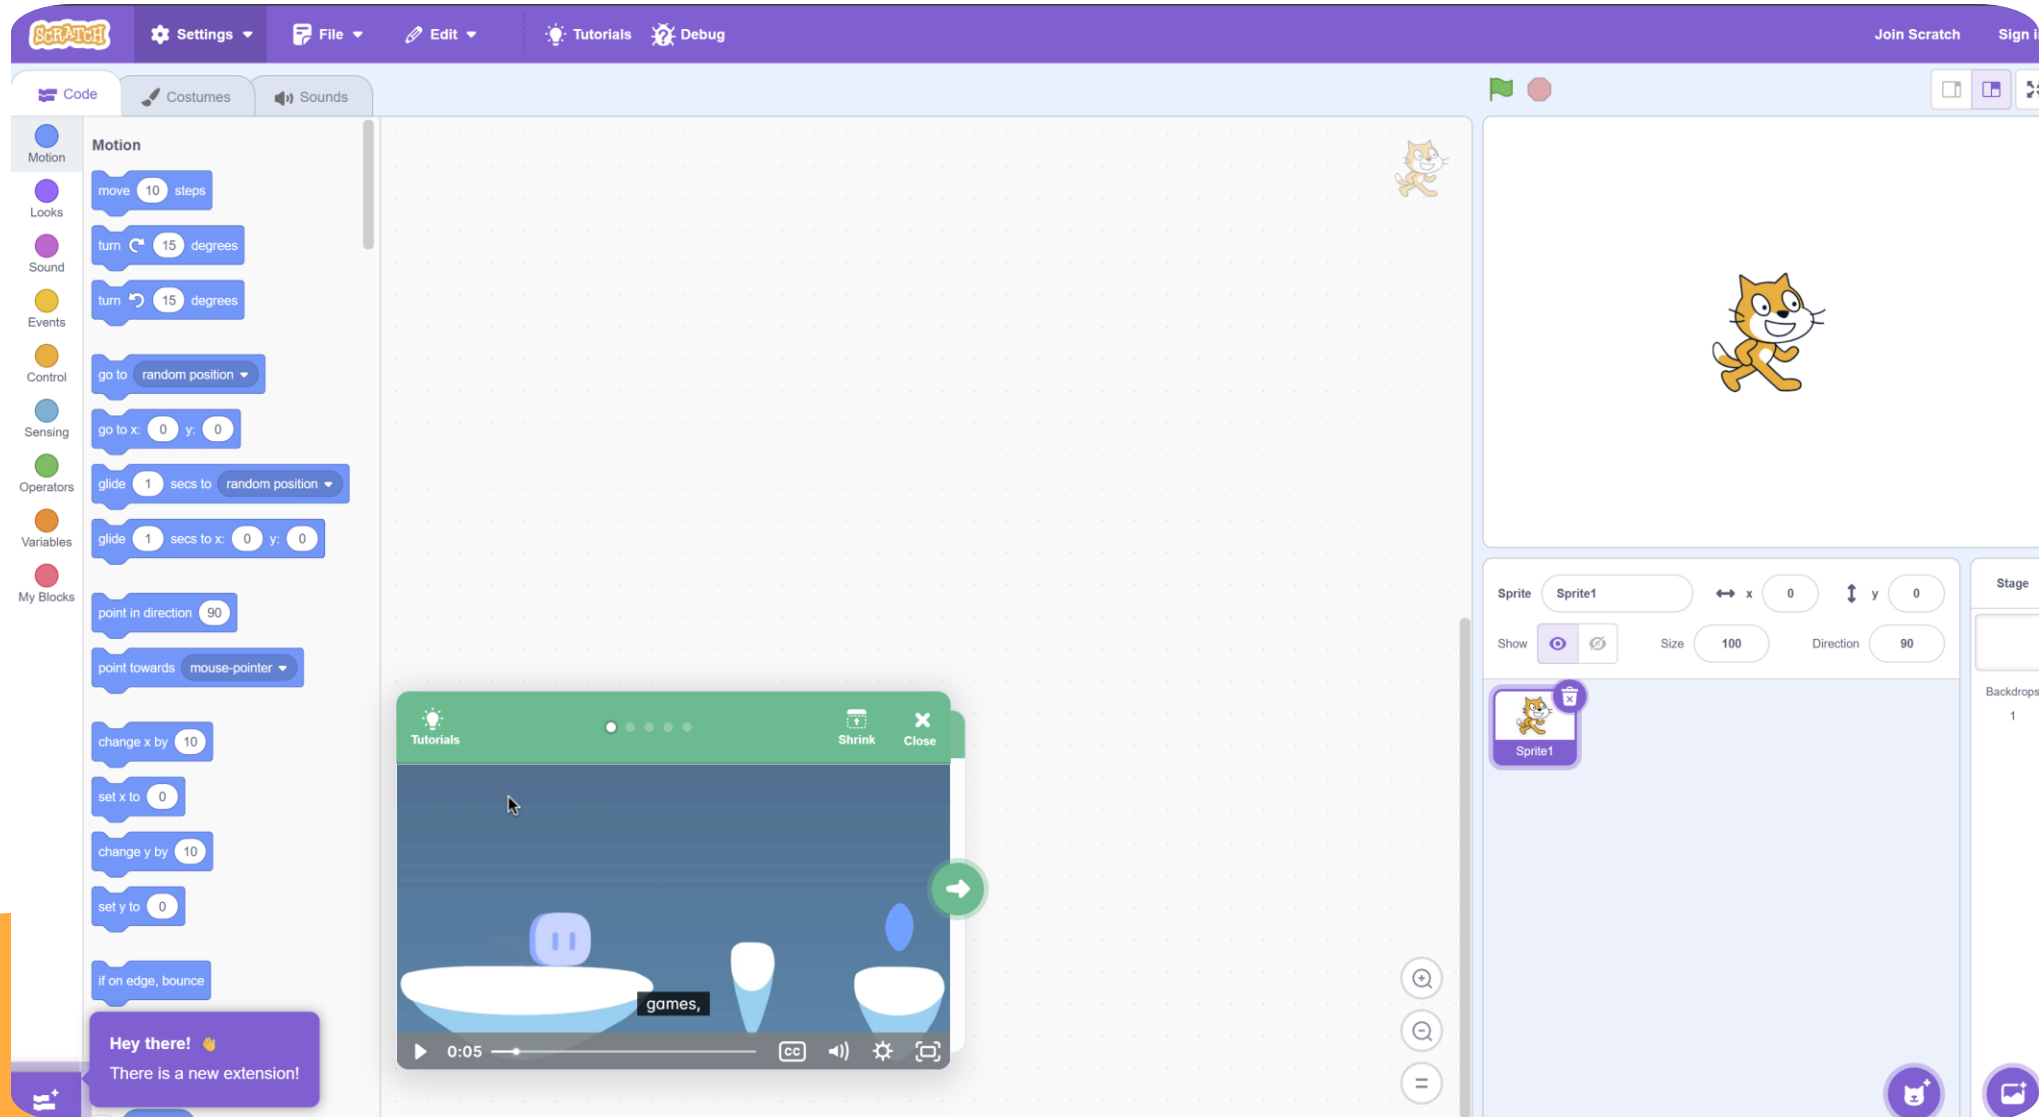 SCRATCH Settings File Edit Tutorials Debug Join Scratch Sign
Code Costumes Sounds
Motion
Looks
Sound
Events
Control
Sensing
Operators
Variables
My Blocks
Motion
move 10 steps
turn 15 degrees
turn 15 degrees
go to random position
go to x: 0 y: 0
glide 1 secs to random position
glide 1 secs to x: 0 y: 0
point in direction 90
point towards mouse-pointer
change x by 10
set x to 0
change y by 10
set y to 0
if on edge, bounce
Hey there! 👋
There is a new extension!
Tutorials Shrink Close
games,
0:05 CC
Sprite Sprite1 x 0 y 0
Show Size 100 Direction 90
Sprite1
Stage
Backdrops
1